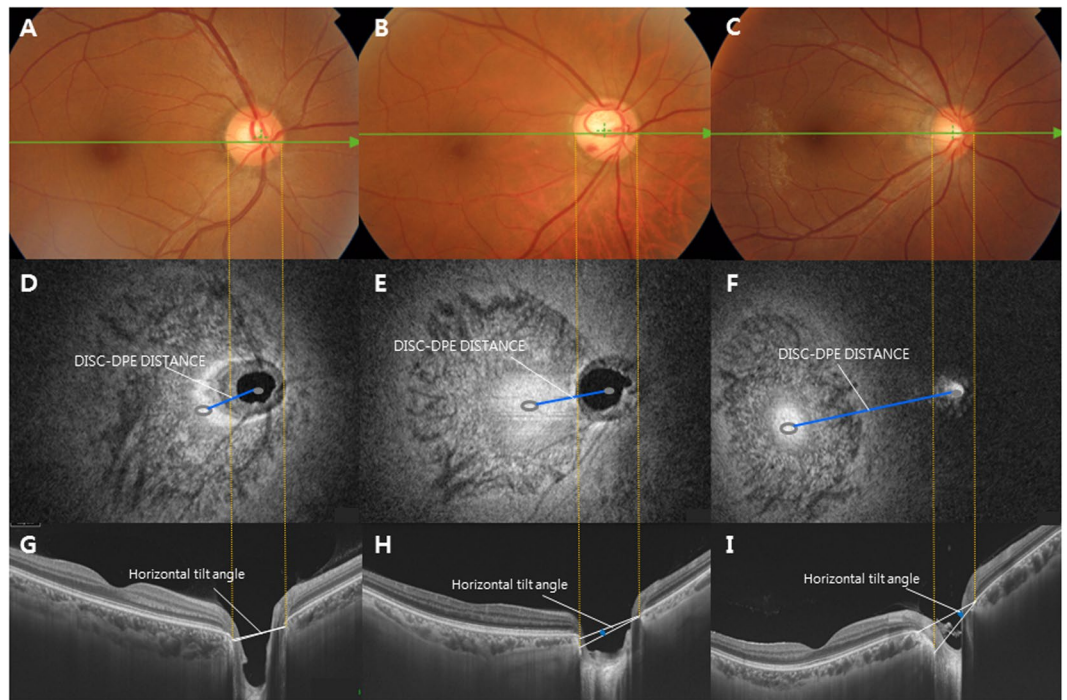 A
B
C
D
E
F
DISC-DPE DISTANCE
DISC-DPE DISTANCE
DISC-DPE DISTANCE
G
H
I
Horizontal tilt angle
Horizontal tilt angle
Horizontal tilt angle